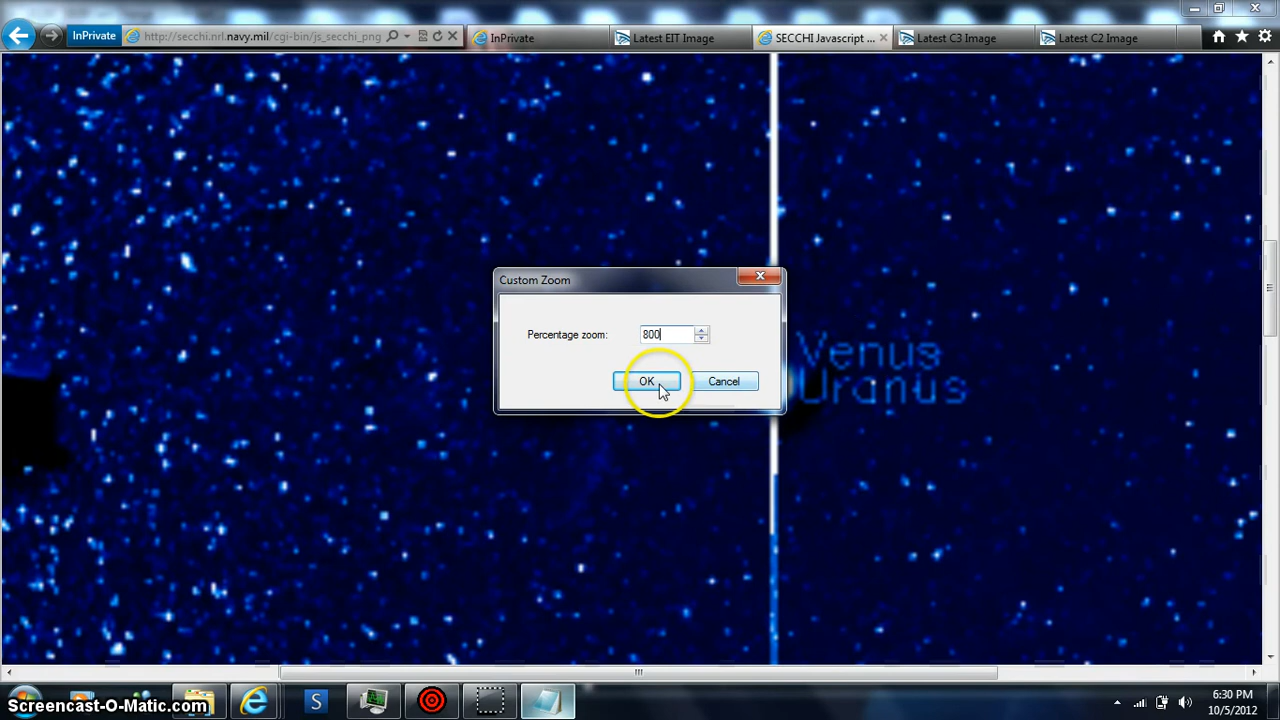 InPrivate
http://secchi.nrl.navy.mil/cgi-bin/js_secchi_png
InPrivate
Latest EIT Image
SECCHI Javascript ...
Latest C3 Image
Latest C2 Image
Custom Zoom
Percentage zoom:
800
OK
Cancel
Venus
Uranus
S
Screencast-O-Matic.com
6:30 PM
10/5/2012